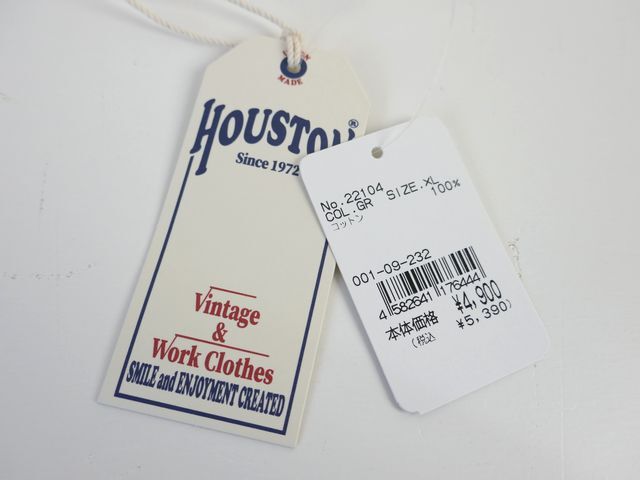 MADE
HOUSTON®
Since 1972
Vintage
&
Work Clothes
SMILE and ENJOYMENT CREATED
No.22104 SIZE.XL
COL.GR 100%
コットン
001-09-232
4 582641 176444
本体価格 ¥4,900
(税込 ¥5,390)